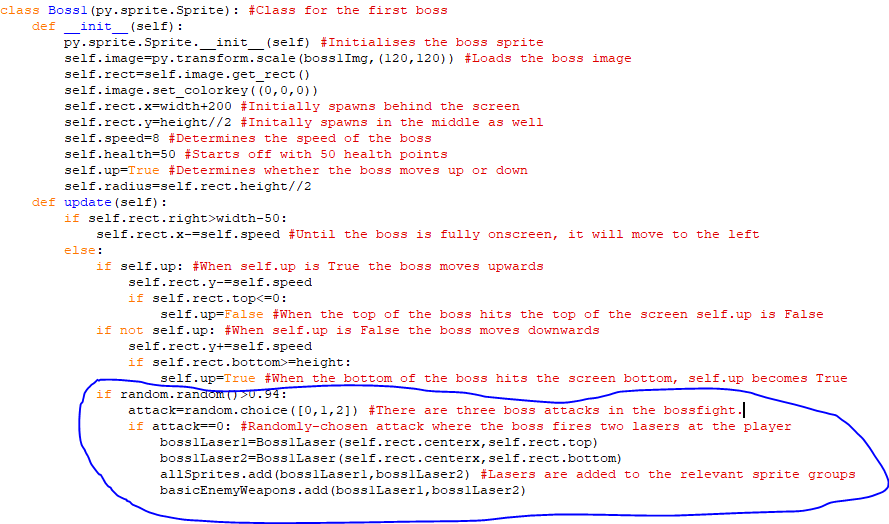 class Boss1(py.sprite.Sprite): #Class for the first boss
    def __init__(self):
        py.sprite.Sprite.__init__(self) #Initialises the boss sprite
        self.image=py.transform.scale(boss1Img,(120,120)) #Loads the boss image
        self.rect=self.image.get_rect()
        self.image.set_colorkey((0,0,0))
        self.rect.x=width+200 #Initially spawns behind the screen
        self.rect.y=height//2 #Initally spawns in the middle as well
        self.speed=8 #Determines the speed of the boss
        self.health=50 #Starts off with 50 health points
        self.up=True #Determines whether the boss moves up or down
        self.radius=self.rect.height//2
    def update(self):
        if self.rect.right>width-50:
            self.rect.x-=self.speed #Until the boss is fully onscreen, it will move to the left
        else:
            if self.up: #When self.up is True the boss moves upwards
                self.rect.y-=self.speed
                if self.rect.top<=0:
                    self.up=False #When the top of the boss hits the top of the screen self.up is False
            if not self.up: #When self.up is False the boss moves downwards
                self.rect.y+=self.speed
                if self.rect.bottom>=height:
                    self.up=True #When the bottom of the boss hits the screen bottom, self.up becomes True
            if random.random()>0.94:
                attack=random.choice([0,1,2]) #There are three boss attacks in the bossfight.
                if attack==0: #Randomly-chosen attack where the boss fires two lasers at the player
                    boss1Laser1=Boss1Laser(self.rect.centerx,self.rect.top)
                    boss1Laser2=Boss1Laser(self.rect.centerx,self.rect.bottom)
                    allSprites.add(boss1Laser1,boss1Laser2) #Lasers are added to the relevant sprite groups
                    basicEnemyWeapons.add(boss1Laser1,boss1Laser2)